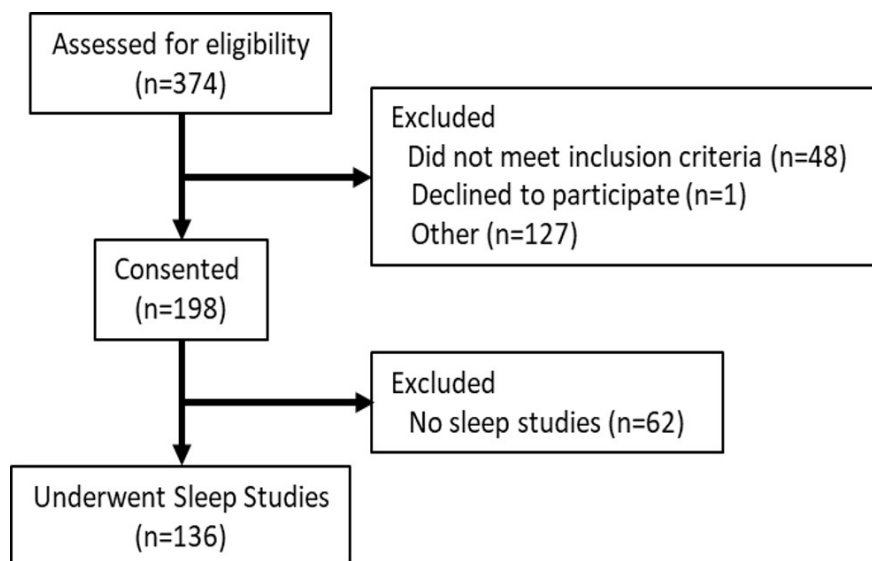 Assessed for eligibility
(n=374)
Excluded
Did not meet inclusion criteria (n=48)
Declined to participate (n=1)
Other (n=127)
Consented
(n=198)
Excluded
No sleep studies (n=62)
Underwent Sleep Studies
(n=136)